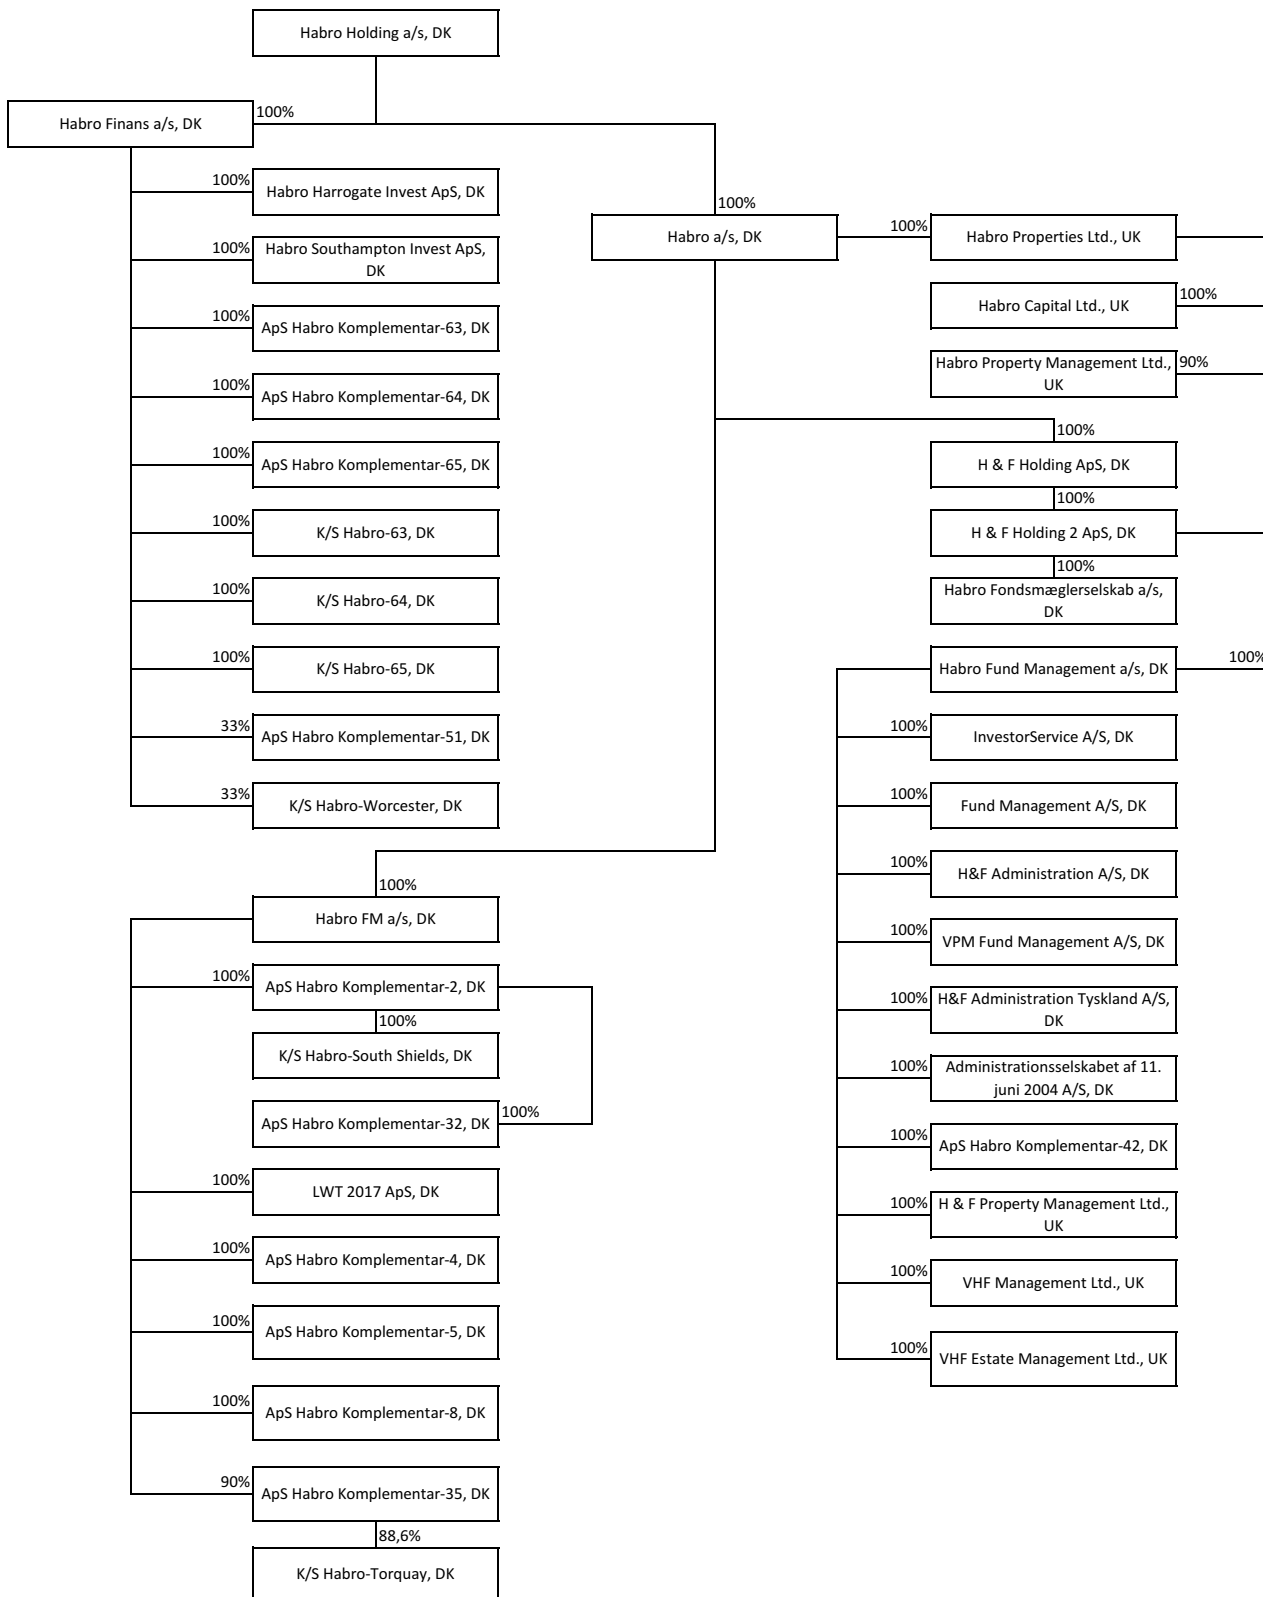 Habro Holding a/s, DK
Habro Finans a/s, DK
100%
100%
Habro Harrogate Invest ApS, DK
100%
Habro Southampton Invest ApS,
DK
100%
ApS Habro Komplementar-63, DK
100%
ApS Habro Komplementar-64, DK
100%
ApS Habro Komplementar-65, DK
100%
K/S Habro-63, DK
100%
K/S Habro-64, DK
100%
K/S Habro-65, DK
33%
ApS Habro Komplementar-51, DK
33%
K/S Habro-Worcester, DK
100%
Habro a/s, DK
100%
Habro Properties Ltd., UK
Habro Capital Ltd., UK
100%
Habro Property Management Ltd.,
UK
90%
100%
H & F Holding ApS, DK
100%
H & F Holding 2 ApS, DK
100%
Habro Fondsmæglerselskab a/s,
DK
Habro Fund Management a/s, DK
100%
100%
InvestorService A/S, DK
100%
Fund Management A/S, DK
100%
H&F Administration A/S, DK
100%
VPM Fund Management A/S, DK
100%
H&F Administration Tyskland A/S,
DK
100%
Administrationsselskabet af 11.
juni 2004 A/S, DK
100%
ApS Habro Komplementar-42, DK
100%
H & F Property Management Ltd.,
UK
100%
VHF Management Ltd., UK
100%
VHF Estate Management Ltd., UK
100%
Habro FM a/s, DK
100%
ApS Habro Komplementar-2, DK
100%
K/S Habro-South Shields, DK
ApS Habro Komplementar-32, DK
100%
100%
LWT 2017 ApS, DK
100%
ApS Habro Komplementar-4, DK
100%
ApS Habro Komplementar-5, DK
100%
ApS Habro Komplementar-8, DK
90%
ApS Habro Komplementar-35, DK
88,6%
K/S Habro-Torquay, DK